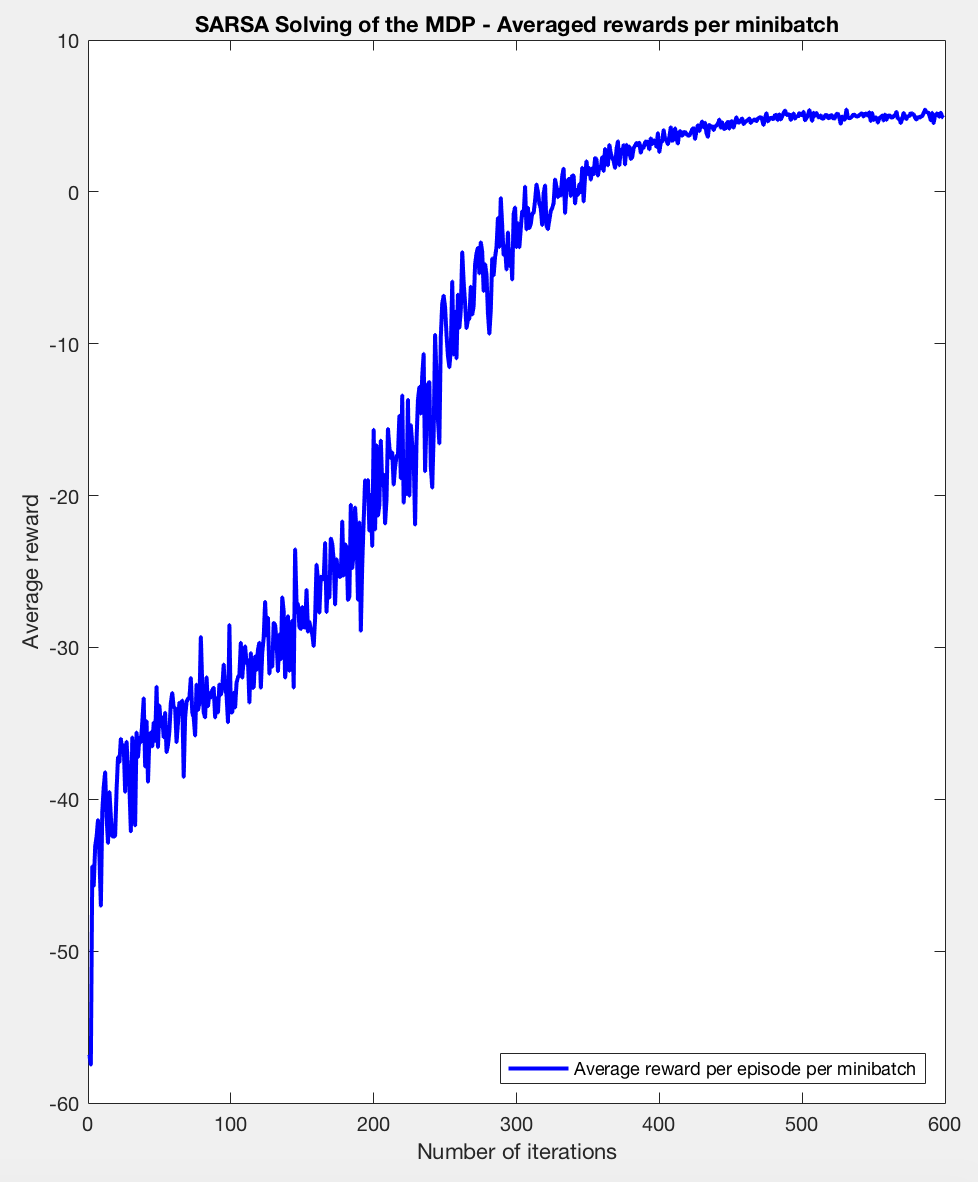 SARSA Solving of the MDP - Averaged rewards per minibatch
10
0
-10
-20
-30
-40
-50
-60
Average reward
Average reward per episode per minibatch
0 100 200 300 400 500 600
Number of iterations